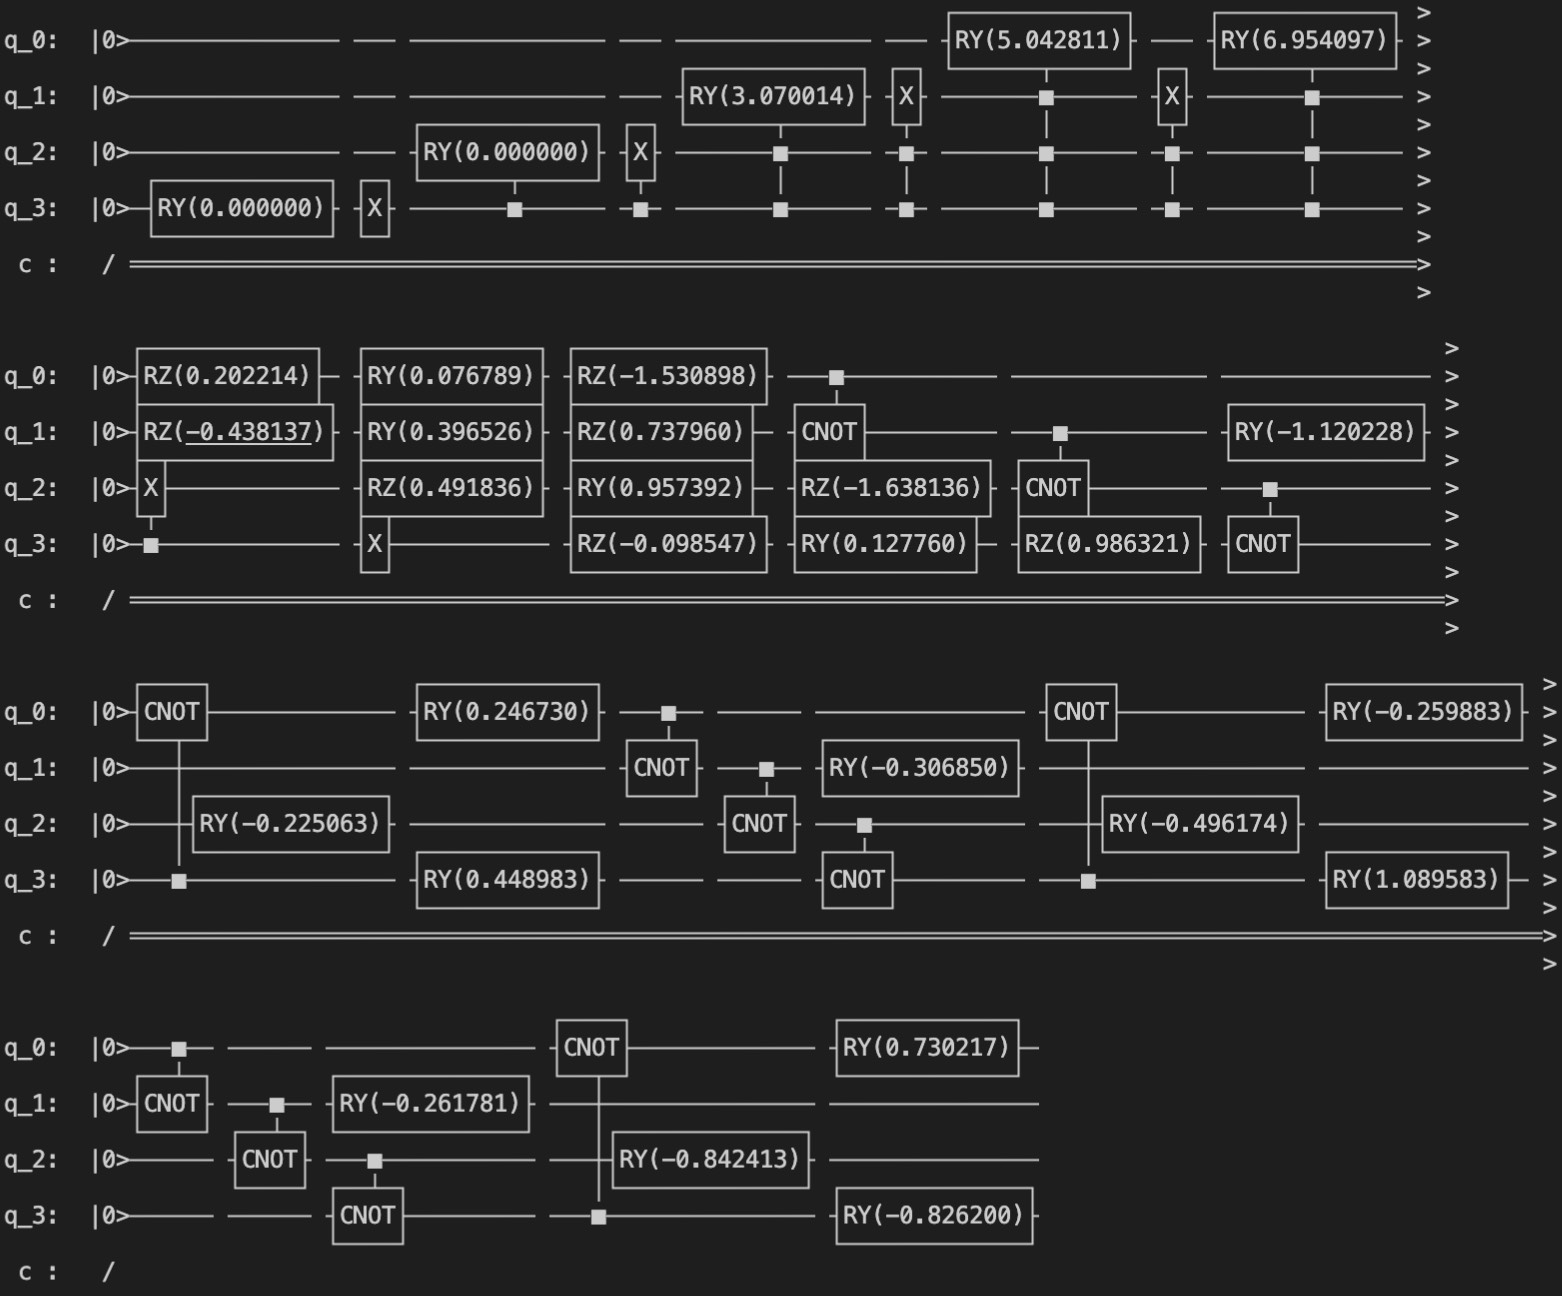 >
q_0: |0> RY(5.042811) RY(6.954097) >
>
q_1: |0> RY(3.070014) X X >
>
q_2: |0> RY(0.000000) X >
>
q_3: |0> RY(0.000000) X >
>
c : / >
>
>
q_0: |0> RZ(0.202214) RY(0.076789) RZ(-1.530898) >
>
q_1: |0> RZ(-0.438137) RY(0.396526) RZ(0.737960) CNOT RY(-1.120228) >
>
q_2: |0> X RZ(0.491836) RY(0.957392) RZ(-1.638136) CNOT >
>
q_3: |0> X RZ(-0.098547) RY(0.127760) RZ(0.986321) CNOT >
>
c : / >
>
>
q_0: |0> CNOT RY(0.246730) CNOT RY(-0.259883) >
>
q_1: |0> CNOT RY(-0.306850) >
>
q_2: |0> RY(-0.225063) CNOT RY(-0.496174) >
>
q_3: |0> RY(0.448983) CNOT RY(1.089583) >
>
c : / >
>
q_0: |0> CNOT RY(0.730217)
q_1: |0> CNOT RY(-0.261781)
q_2: |0> CNOT RY(-0.842413)
q_3: |0> CNOT RY(-0.826200)
c : /